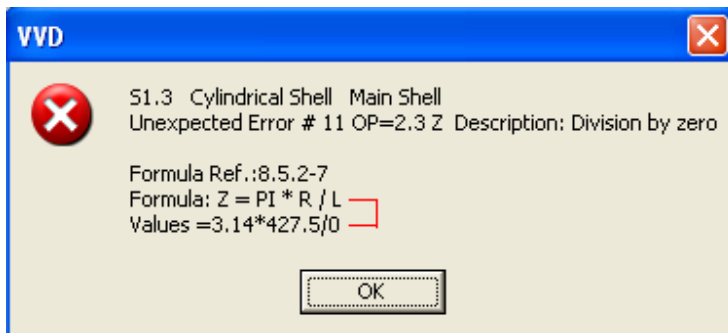 VVD
S1.3 Cylindrical Shell Main Shell
Unexpected Error # 11 OP=2.3 Z Description: Division by zero
Formula Ref.:8.5.2-7
Formula: Z = PI * R / L
Values =3.14*427.5/0
OK